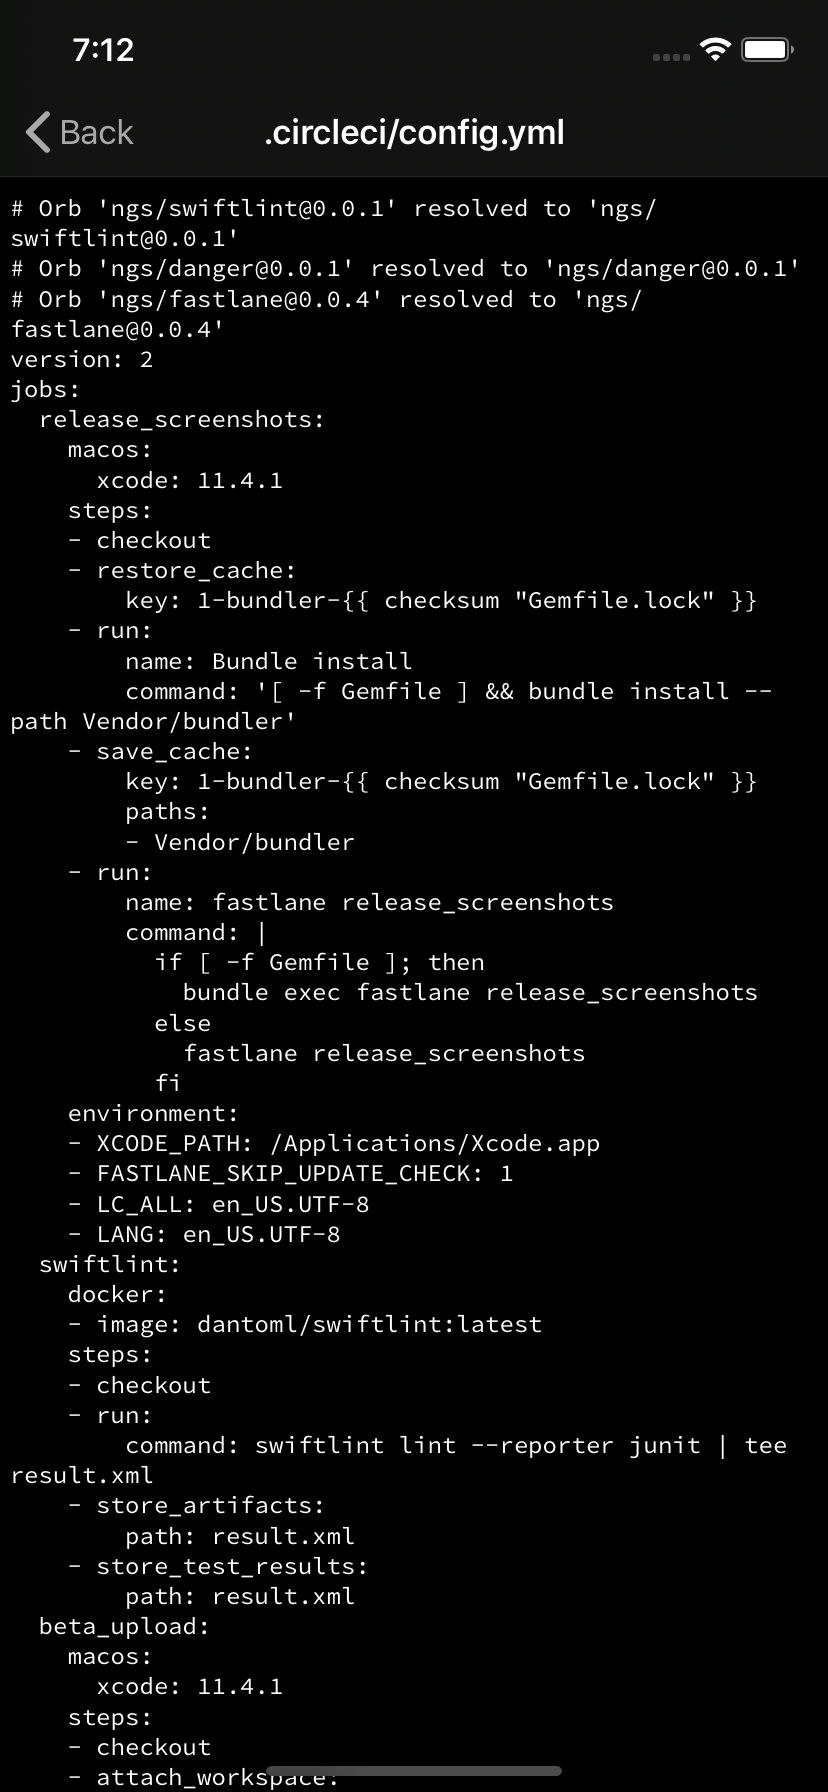 7:12
Back
.circleci/config.yml
# Orb 'ngs/swiftlint@0.0.1' resolved to 'ngs/
swiftlint@0.0.1'
# Orb 'ngs/danger@0.0.1' resolved to 'ngs/danger@0.0.1'
# Orb 'ngs/fastlane@0.0.4' resolved to 'ngs/
fastlane@0.0.4'
version: 2
jobs:
  release_screenshots:
    macos:
      xcode: 11.4.1
    steps:
    - checkout
    - restore_cache:
        key: 1-bundler-{{ checksum "Gemfile.lock" }}
    - run:
        name: Bundle install
        command: '[ -f Gemfile ] && bundle install --
path Vendor/bundler'
    - save_cache:
        key: 1-bundler-{{ checksum "Gemfile.lock" }}
        paths:
        - Vendor/bundler
    - run:
        name: fastlane release_screenshots
        command: |
          if [ -f Gemfile ]; then
            bundle exec fastlane release_screenshots
          else
            fastlane release_screenshots
          fi
    environment:
    - XCODE_PATH: /Applications/Xcode.app
    - FASTLANE_SKIP_UPDATE_CHECK: 1
    - LC_ALL: en_US.UTF-8
    - LANG: en_US.UTF-8
  swiftlint:
    docker:
    - image: dantoml/swiftlint:latest
    steps:
    - checkout
    - run:
        command: swiftlint lint --reporter junit | tee
result.xml
    - store_artifacts:
        path: result.xml
    - store_test_results:
        path: result.xml
  beta_upload:
    macos:
      xcode: 11.4.1
    steps:
    - checkout
    - attach_workspace: